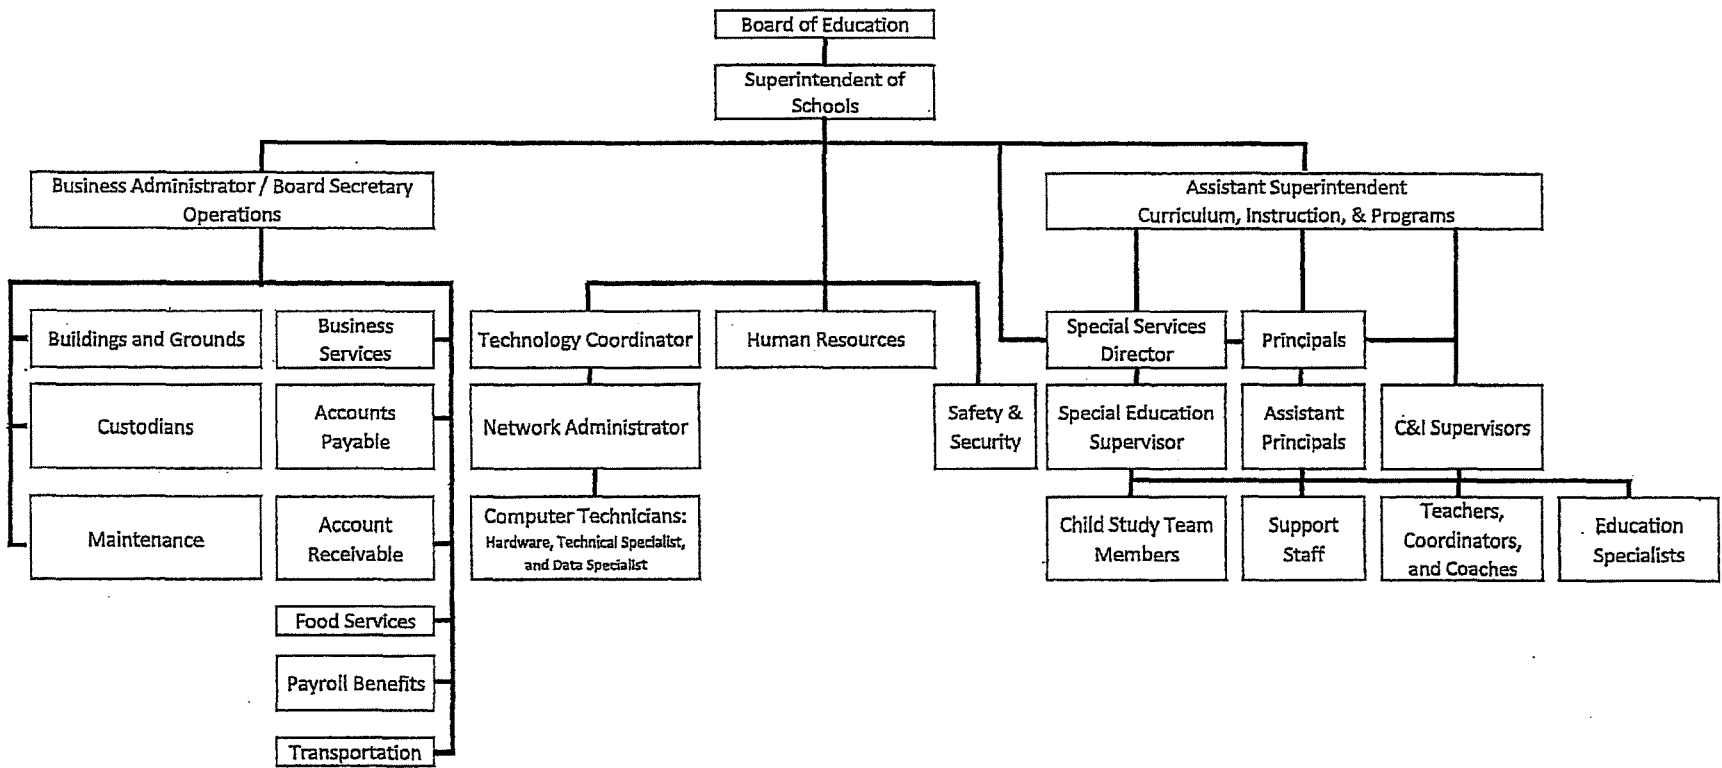 Board of Education
Superintendent of
Schools
Business Administrator / Board Secretary
Operations
Assistant Superintendent
Curriculum, Instruction, & Programs
Buildings and Grounds
Business
Services
Technology Coordinator
Human Resources
Special Services
Director
Principals
Custodians
Accounts
Payable
Network Administrator
Safety &
Security
Special Education
Supervisor
Assistant
Principals
C&I Supervisors
Maintenance
Account
Receivable
Computer Technicians:
Hardware, Technical Specialist,
and Data Specialist
Child Study Team
Members
Support
Staff
Teachers,
Coordinators,
and Coaches
Education
Specialists
Food Services
Payroll Benefits
Transportation